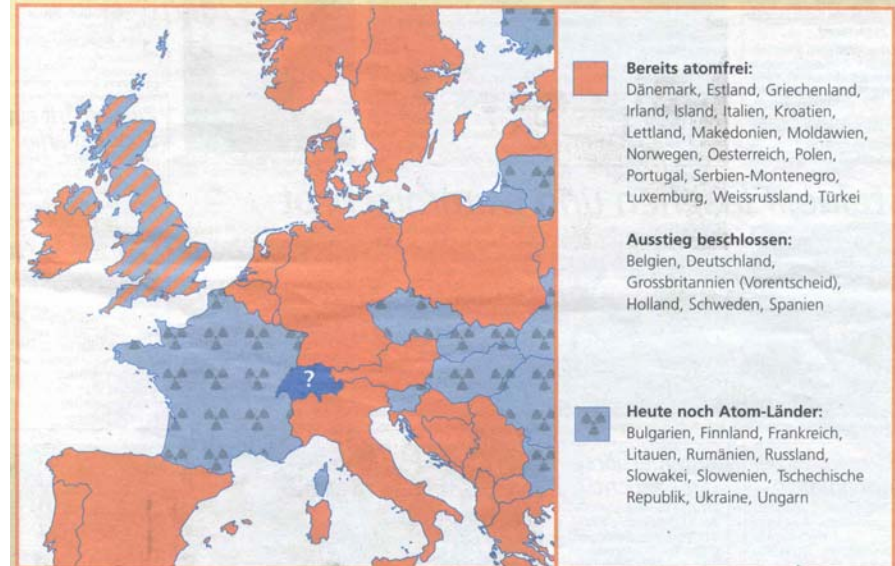 ?
Bereits atomfrei:
Dänemark, Estland, Griechenland,
Irland, Island, Italien, Kroatien,
Lettland, Makedonien, Moldawien,
Norwegen, Oesterreich, Polen,
Portugal, Serbien-Montenegro,
Luxemburg, Weissrussland, Türkei
Ausstieg beschlossen:
Belgien, Deutschland,
Grossbritannien (Vorentscheid),
Holland, Schweden, Spanien
Heute noch Atom-Länder:
Bulgarien, Finnland, Frankreich,
Litauen, Rumänien, Russland,
Slowakei, Slowenien, Tschechische
Republik, Ukraine, Ungarn